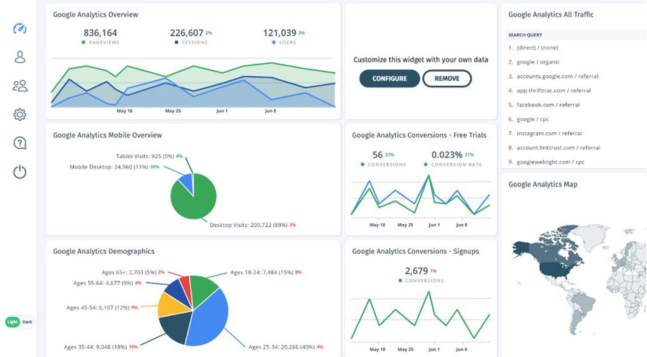 Google Analytics Overview
836,164
PAGEVIEWS
226,607 2%
SESSIONS
121,039 2%
USERS
May 18 May 25 Jun 1 Jun 8
Customize this widget with your own data
CONFIGURE REMOVE
Google Analytics All Traffic
SEARCH QUERY
1. (direct) / (none)
2. google / organic
3. accounts.google.com / referral
4. app.thriftrac.com / referral
5. facebook.com / referral
6. google / cpc
7. instagram.com / referral
8. account.linktrust.com / referral
9. googleweblight.com / cpc
Google Analytics Mobile Overview
Tablet Visits: 925 (0%) 4%
Mobile Desktop: 24,960 (11%)
Desktop Visits: 200,722 (89%) 3%
Google Analytics Conversions - Free Trials
56 27%
CONVERSIONS
0.023% 31%
CONVERSION RATE
May 18 May 25 Jun 1 Jun 8
Google Analytics Map
Google Analytics Demographics
Ages 65+: 2,703 (5%) 2%
Ages 18-24: 7,484 (15%) 8%
Ages 55-64: 4,677 (9%) 4%
Ages 45-54: 6,107 (12%) 9%
Ages 35-44: 9,046 (18%) 10%
Ages 25-34: 20,266 (40%) 4%
Google Analytics Conversions - Signups
2,679 1%
CONVERSIONS
May 18 May 25 Jun 1 Jun 8
Light Dark